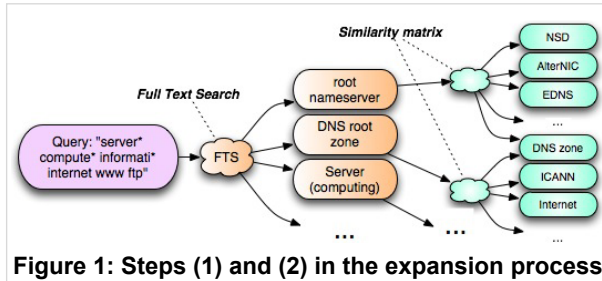 Similarity matrix
Full Text Search
Query: "server*
compute* informati*
internet www ftp"
FTS
root
nameserver
DNS root
zone
Server
(computing)
...
...
NSD
AlterNIC
EDNS
...
DNS zone
ICANN
Internet
...
Figure 1: Steps (1) and (2) in the expansion process